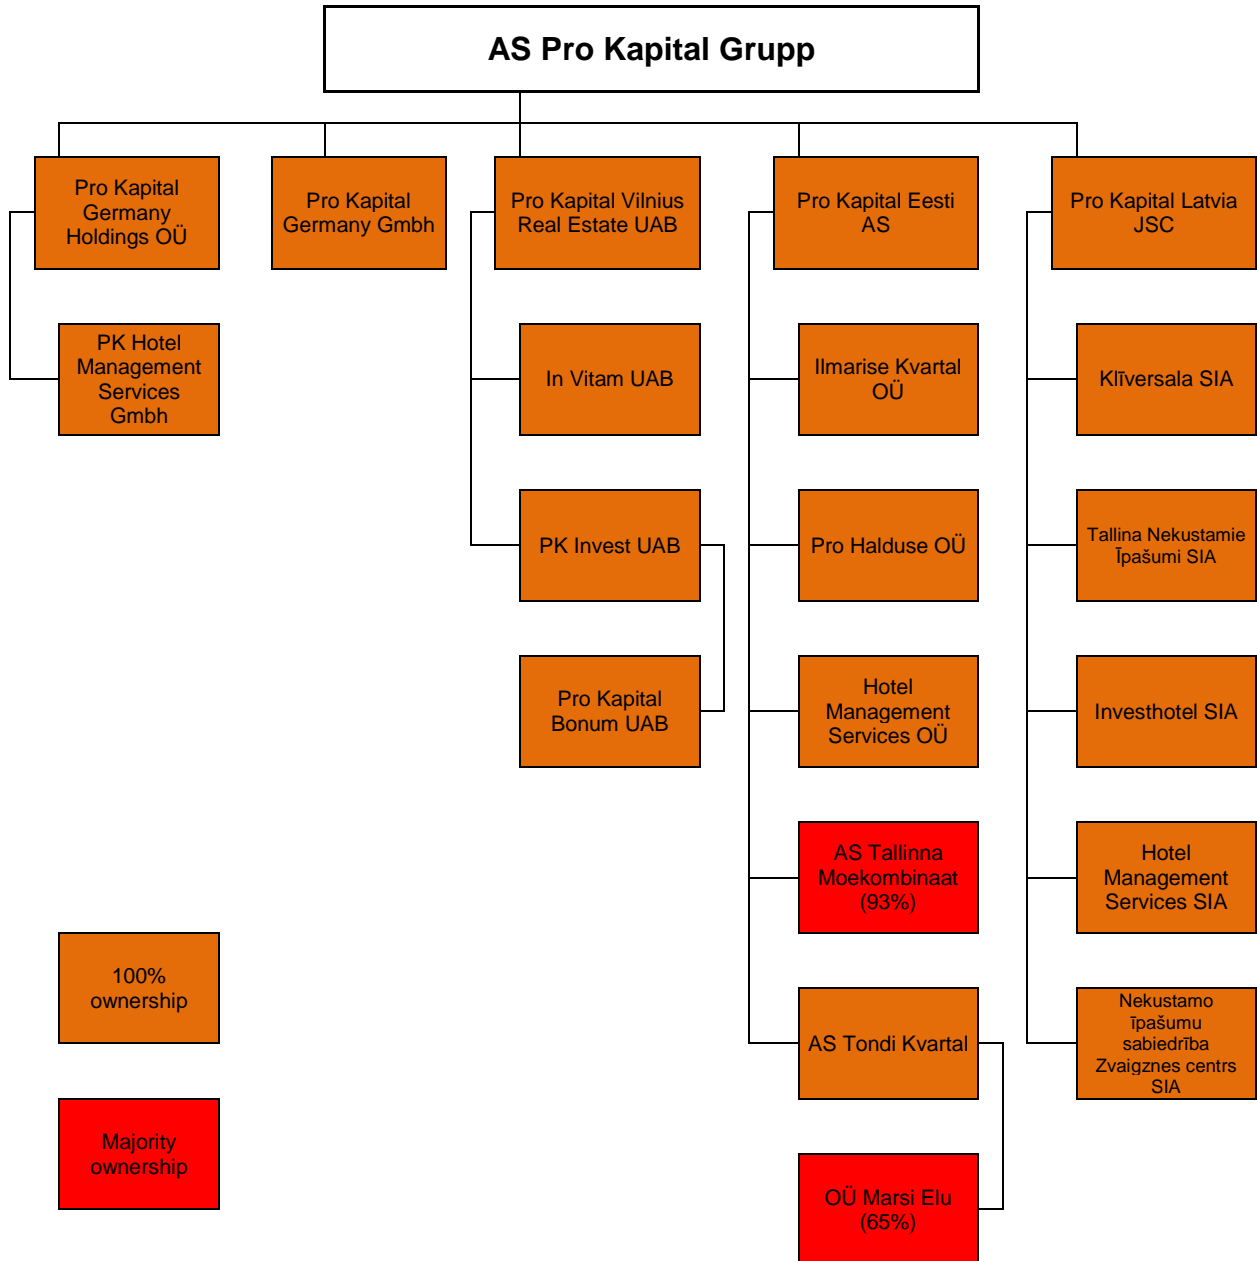 AS Pro Kapital Grupp
Pro Kapital
Germany
Holdings OÜ
Pro Kapital
Germany Gmbh
Pro Kapital Vilnius
Real Estate UAB
Pro Kapital Eesti
AS
Pro Kapital Latvia
JSC
PK Hotel
Management
Services
Gmbh
In Vitam UAB
Ilmarise Kvartal
OÜ
Klīversala SIA
PK Invest UAB
Pro Halduse OÜ
Tallina Nekustamie
Īpašumi SIA
Pro Kapital
Bonum UAB
Hotel
Management
Services OÜ
Investhotel SIA
AS Tallinna
Moekombinaat
(93%)
Hotel
Management
Services SIA
100%
ownership
AS Tondi Kvartal
Nekustamo
īpašumu
sabiedrība
Zvaigznes centrs
SIA
Majority
ownership
OÜ Marsi Elu
(65%)